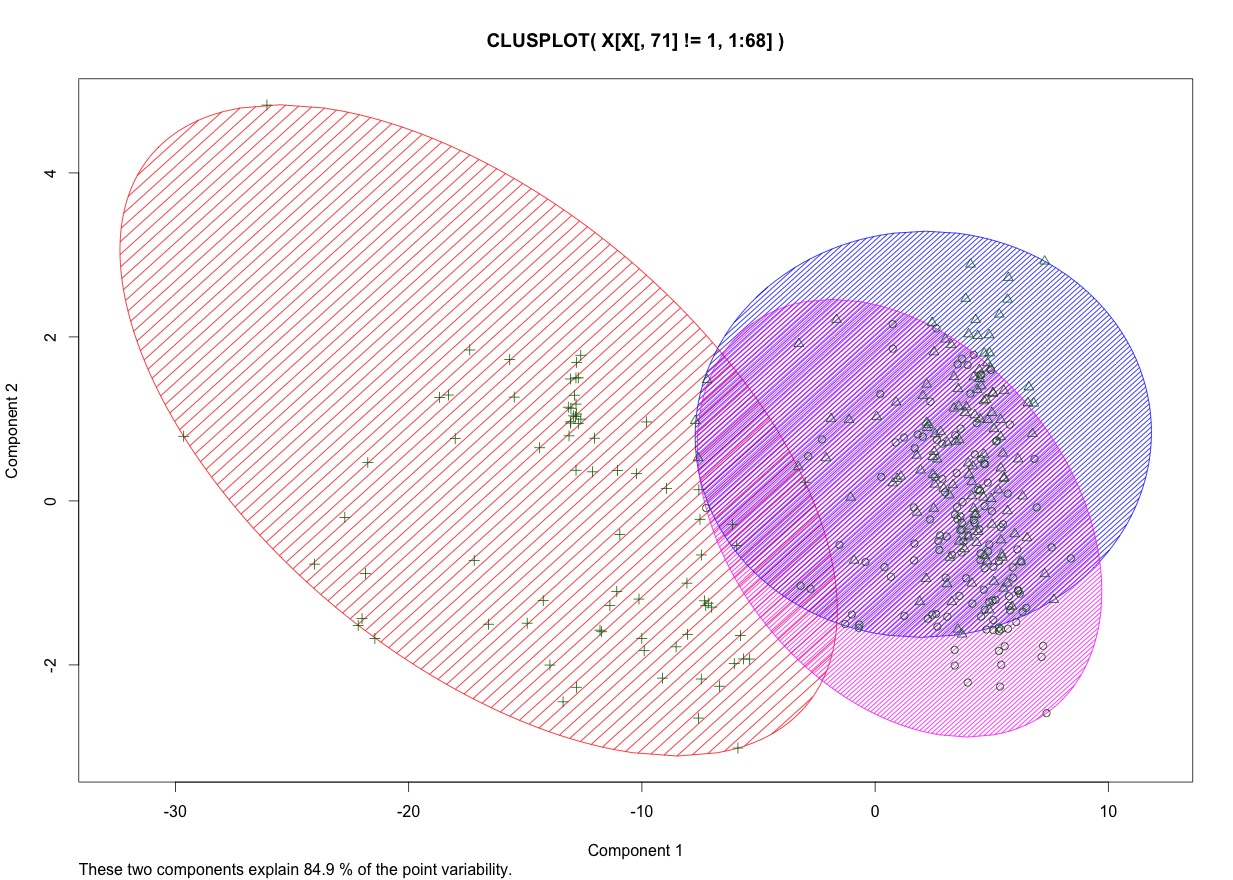 CLUSPLOT( X[X[, 71] != 1, 1:68] )
Component 2
4
2
0
-2
-30
-20
-10
0
10
Component 1
These two components explain 84.9 % of the point variability.